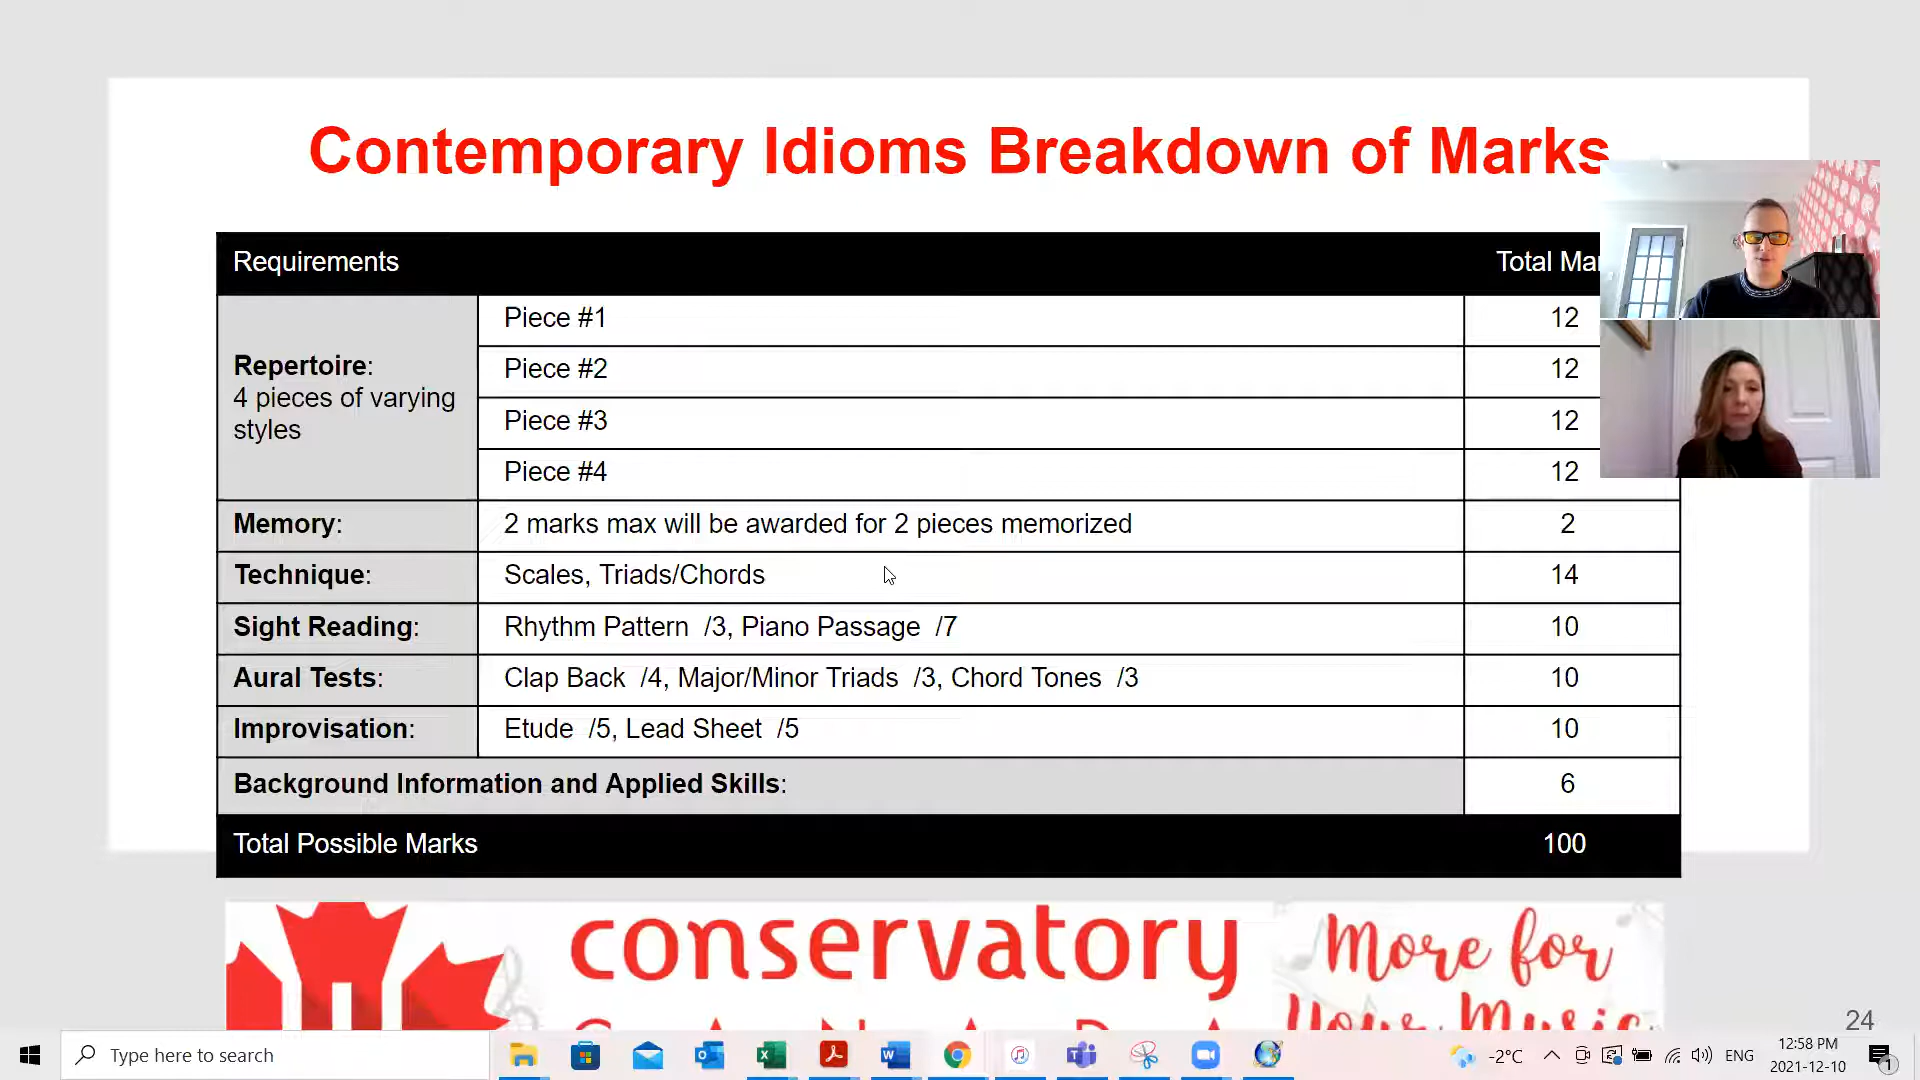 Contemporary Idioms Breakdown of Marks
Requirements Total
Repertoire:
4 pieces of varying
styles
Piece #1 12
Piece #2 12
Piece #3 12
Piece #4 12
Memory: 2 marks max will be awarded for 2 pieces memorized 2
Technique: Scales, Triads/Chords 14
Sight Reading: Rhythm Pattern /3, Piano Passage /7 10
Aural Tests: Clap Back /4, Major/Minor Triads /3, Chord Tones /3 10
Improvisation: Etude /5, Lead Sheet /5 10
Background Information and Applied Skills: 6
Total Possible Marks 100
conservatory
More for
Your Music
24
Type here to search
-2°C
ENG
12:58 PM
2021-12-10
1